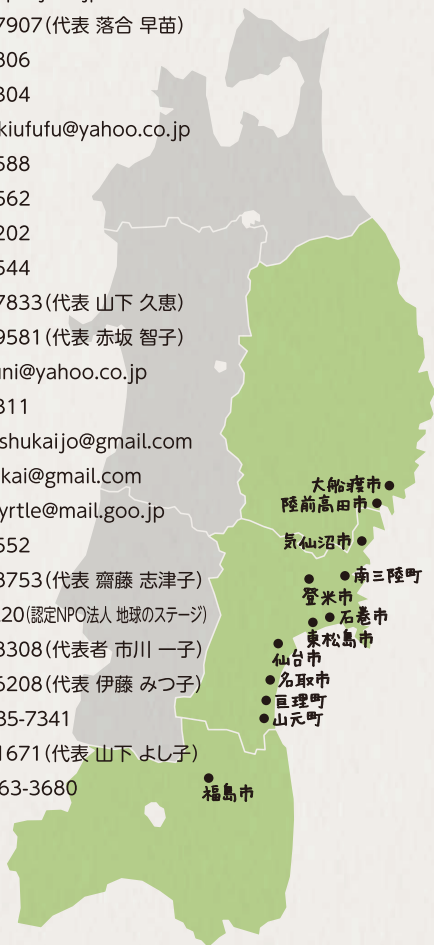 7907(代表 落合 早苗)
306
304
kiufufu@yahoo.co.jp
588
562
202
544
7833(代表 山下 久恵)
9581(代表 赤坂 智子)
uni@yahoo.co.jp
311
shukaijo@gmail.com
kai@gmail.com
yrtle@mail.goo.jp
552
3753(代表 齋藤 志津子)
20(認定NPO法人 地球のステージ)
3308(代表者 市川 一子)
6208(代表 伊藤 みつ子)
35-7341
1671(代表 山下 よし子)
63-3680
大船渡市
陸前高田市
気仙沼市
南三陸町
登米市
石巻市
東松島市
仙台市
名取市
亘理町
山元町
福島市